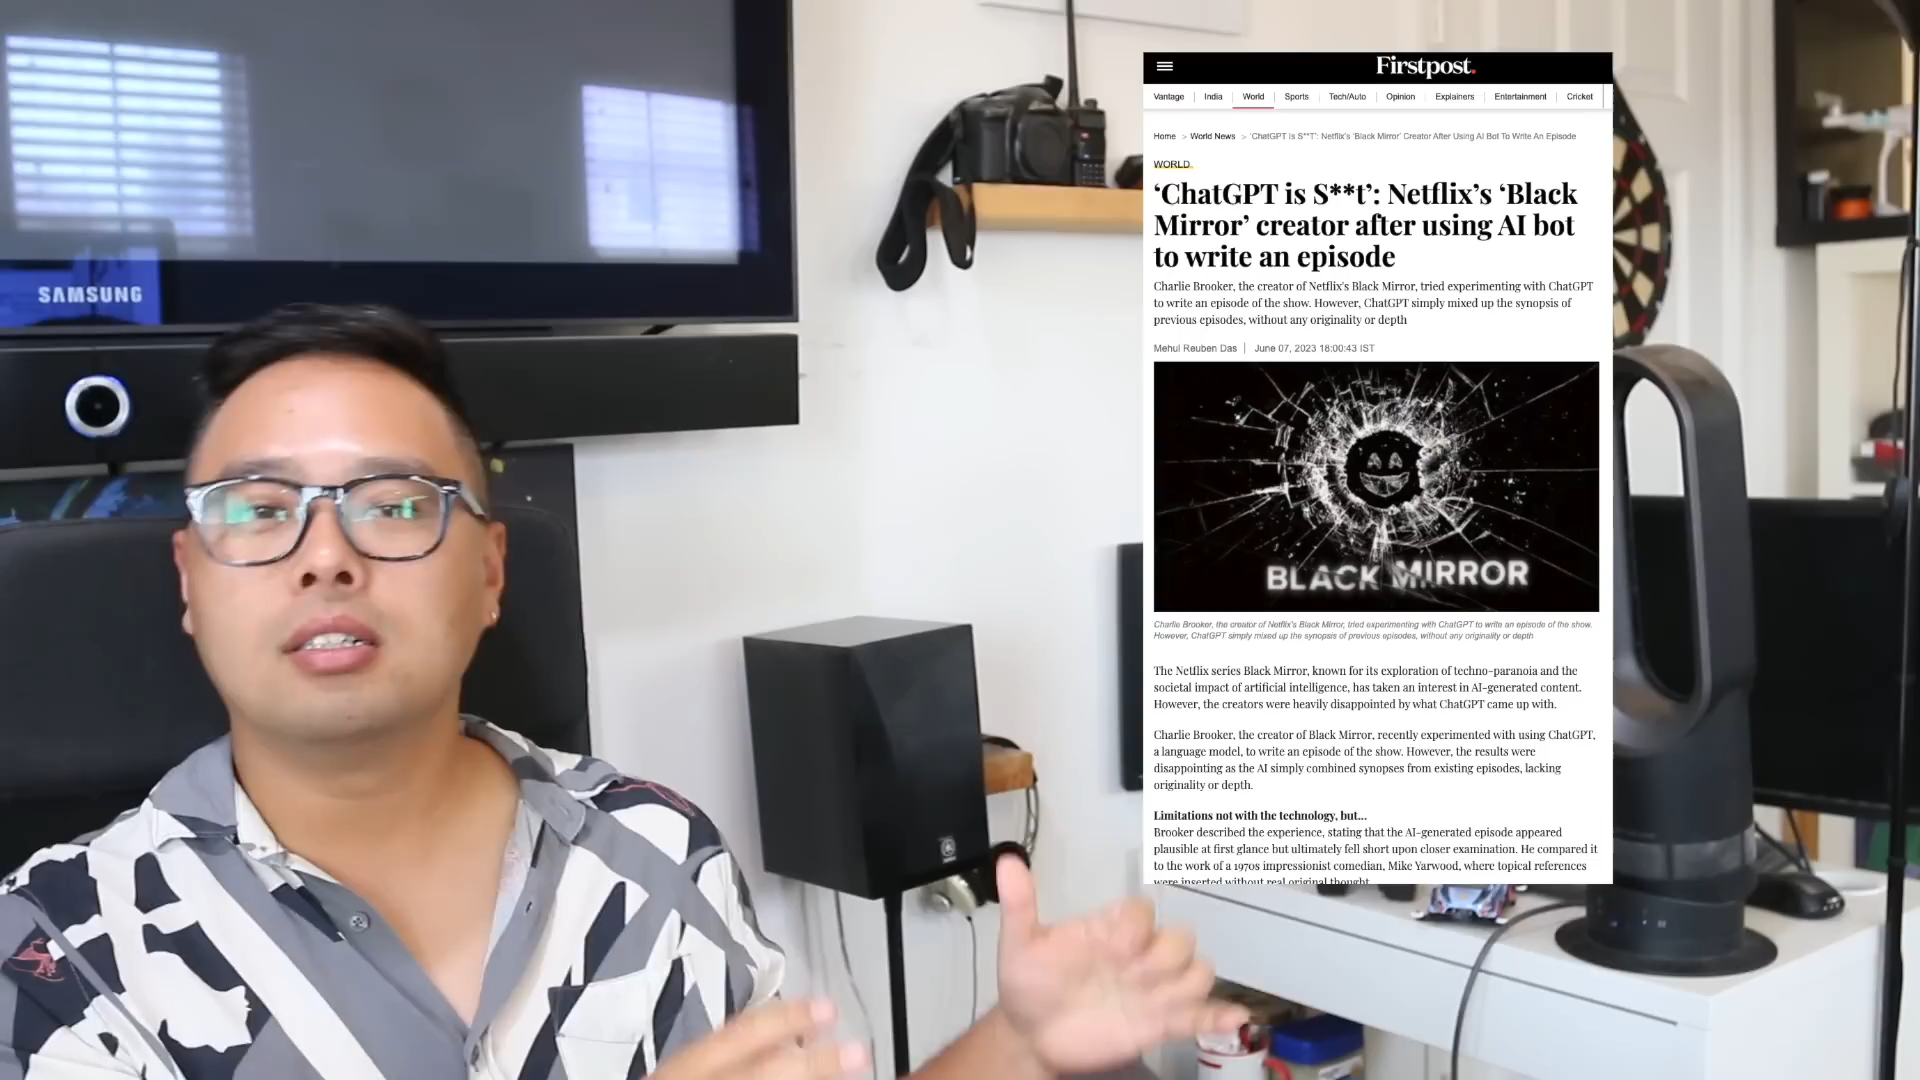 SAMSUNG
Firstpost.
Vantage India World Sports Tech/Auto Opinion Explainers Entertainment Cricket
Home > World News > 'ChatGPT Is S**T': Netflix's 'Black Mirror' Creator After Using AI Bot To Write An Episode
WORLD
‘ChatGPT is S**t’: Netflix’s ‘Black
Mirror’ creator after using AI bot
to write an episode
Charlie Brooker, the creator of Netflix's Black Mirror, tried experimenting with ChatGPT
to write an episode of the show. However, ChatGPT simply mixed up the synopsis of
previous episodes, without any originality or depth
Mehul Reuben Das | June 07, 2023 18:00:43 IST
BLACK MIRROR
Charlie Brooker, the creator of Netflix's Black Mirror, tried experimenting with ChatGPT to write an episode of the show.
However, ChatGPT simply mixed up the synopsis of previous episodes, without any originality or depth
The Netflix series Black Mirror, known for its exploration of techno-paranoia and the
societal impact of artificial intelligence, has taken an interest in AI-generated content.
However, the creators were heavily disappointed by what ChatGPT came up with.
Charlie Brooker, the creator of Black Mirror, recently experimented with using ChatGPT,
a language model, to write an episode of the show. However, the results were
disappointing as the AI simply combined synopses from existing episodes, lacking
originality or depth.
Limitations not with the technology, but...
Brooker described the experience, stating that the AI-generated episode appeared
plausible at first glance but ultimately fell short upon closer examination. He compared it
to the work of a 1970s impressionist comedian, Mike Yarwood, where topical references
were inserted without real original thought.